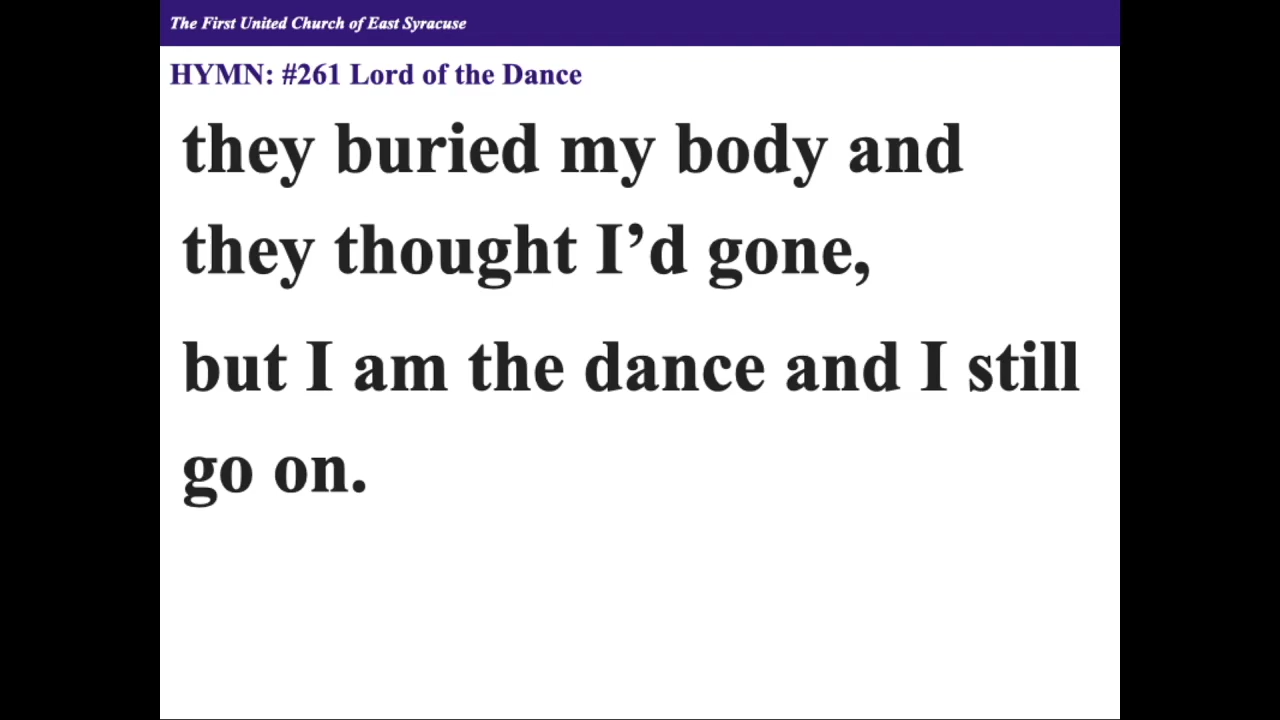 The First United Church of East Syracuse
HYMN: #261 Lord of the Dance
they buried my body and
they thought I’d gone,
but I am the dance and I still
go on.